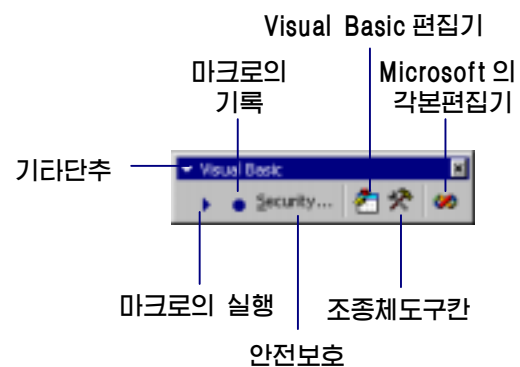 Visual Basic 편집기
마크로의
기록
Microsoft 의
각본편집기
기타단추
Visual Basic
Security...
마크로의 실행
조종체도구칸
안전보호